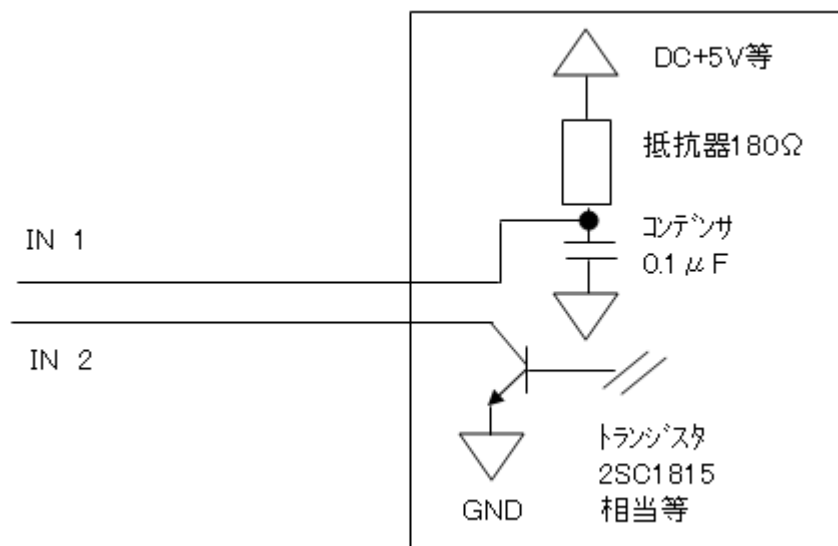 DC+5V等
抵抗器180Ω
IN 1
コンデンサ
0.1μF
IN 2
トランジスタ
2SC1815
相当等
GND